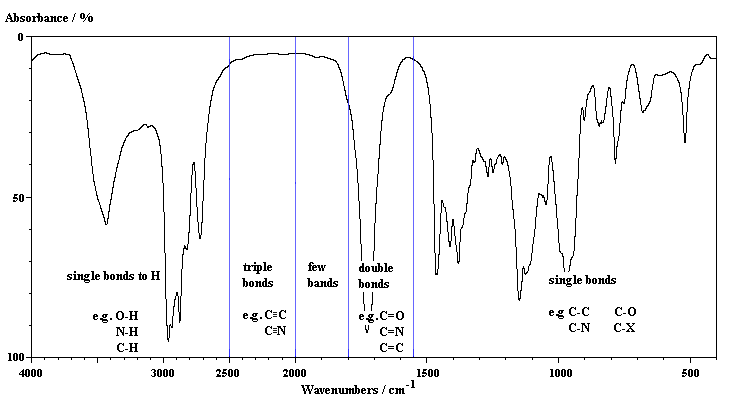 Absorbance / %
0
50
100
single bonds to H
e.g. O-H
N-H
C-H
triple
bonds
e.g. C≡C
C≡N
few
bands
double
bonds
e.g. C=O
C=N
C=C
single bonds
e.g C-C C-O
C-N C-X
4000 3000 2500 2000 1500 1000 500
Wavenumbers / cm-1